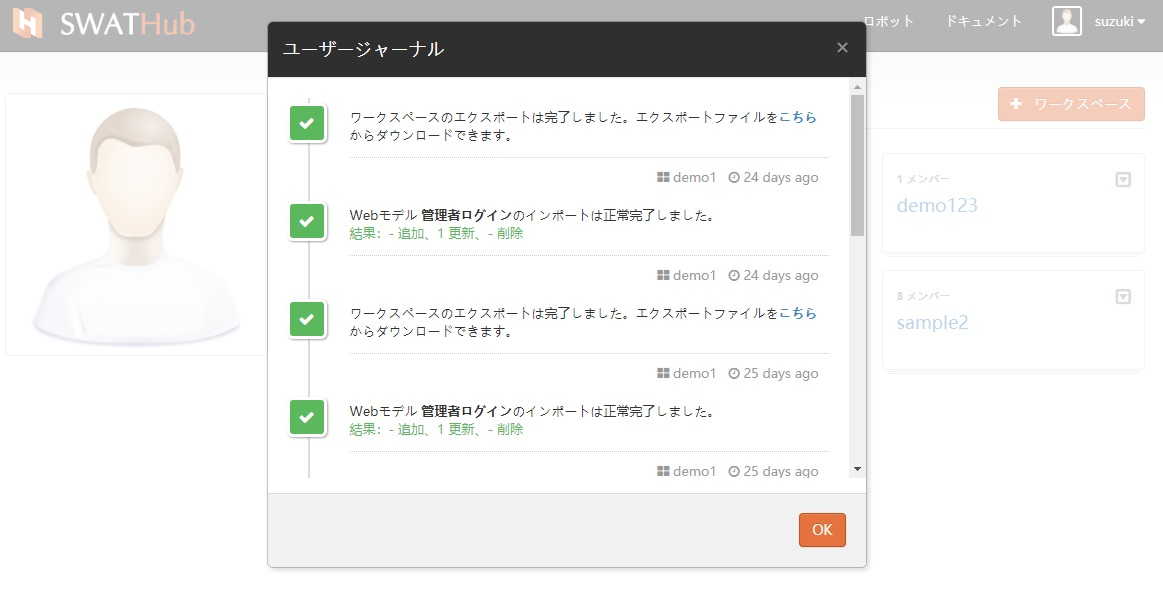 SWATHub
ロボット
ドキュメント
suzuki
ユーザージャーナル
×
ワークスペースのエクスポートは完了しました。エクスポートファイルをこちら
からダウンロードできます。
demo1 24 days ago
Webモデル 管理者ログインのインポートは正常完了しました。
結果: - 追加、1 更新、- 削除
demo1 24 days ago
ワークスペースのエクスポートは完了しました。エクスポートファイルをこちら
からダウンロードできます。
demo1 25 days ago
Webモデル 管理者ログインのインポートは正常完了しました。
結果: - 追加、1 更新、- 削除
demo1 25 days ago
OK
+ ワークスペース
1 メンバー
demo123
3 メンバー
sample2